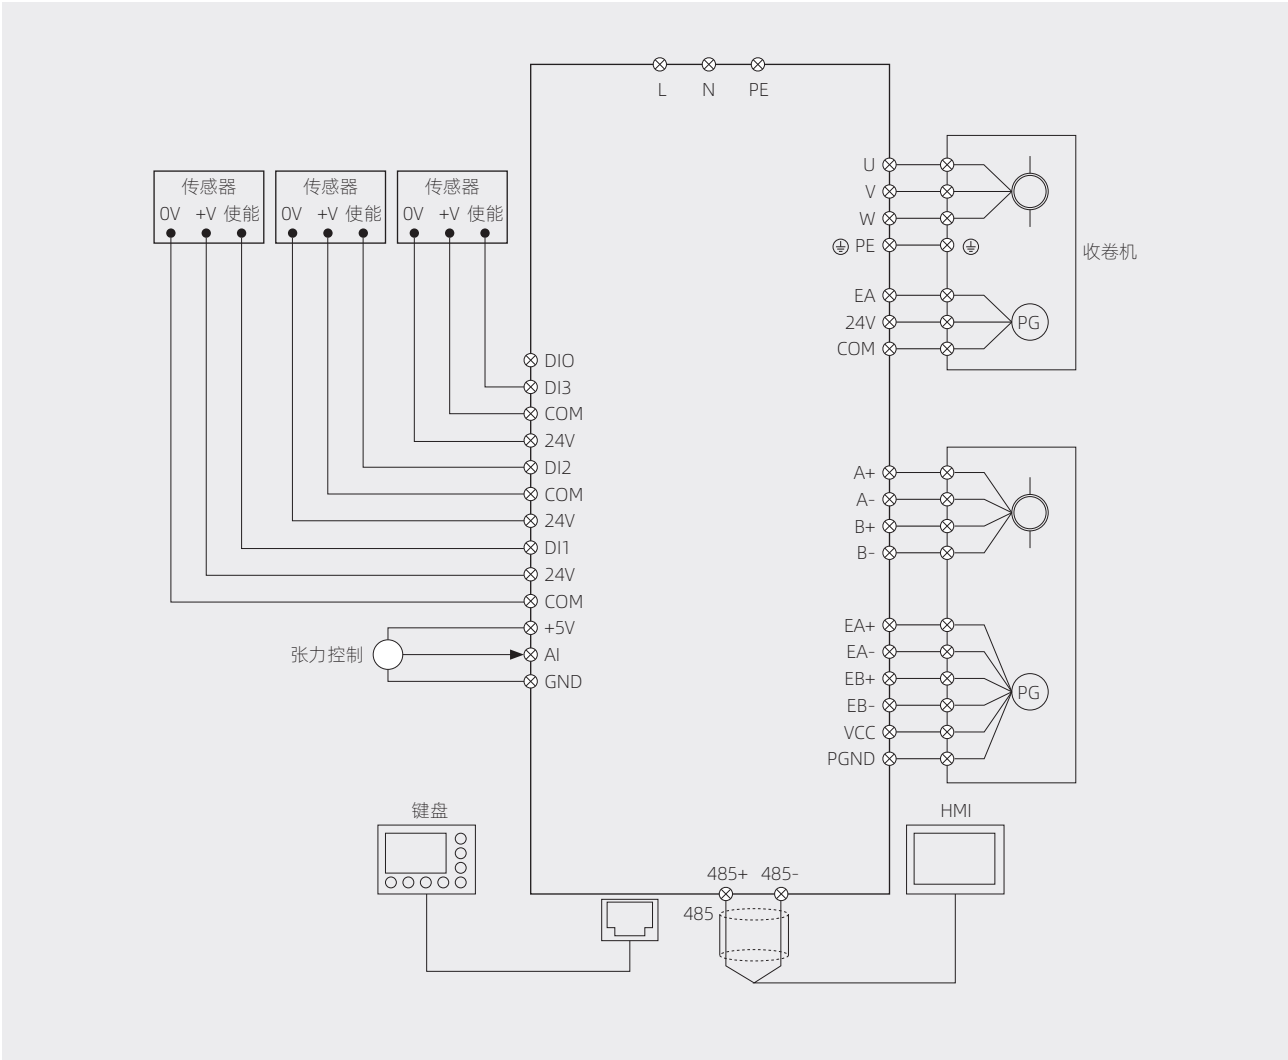 L N PE
传感器 传感器 传感器
0V +V 使能 0V +V 使能 0V +V 使能
U
V
W
PE
EA
24V
COM
PG
收卷机
DIO
DI3
COM
24V
DI2
COM
24V
DI1
24V
COM
+5V
AI
GND
张力控制
A+
A-
B+
B-
EA+
EA-
EB+
EB-
VCC
PGND
PG
键盘
HMI
485+ 485-
485